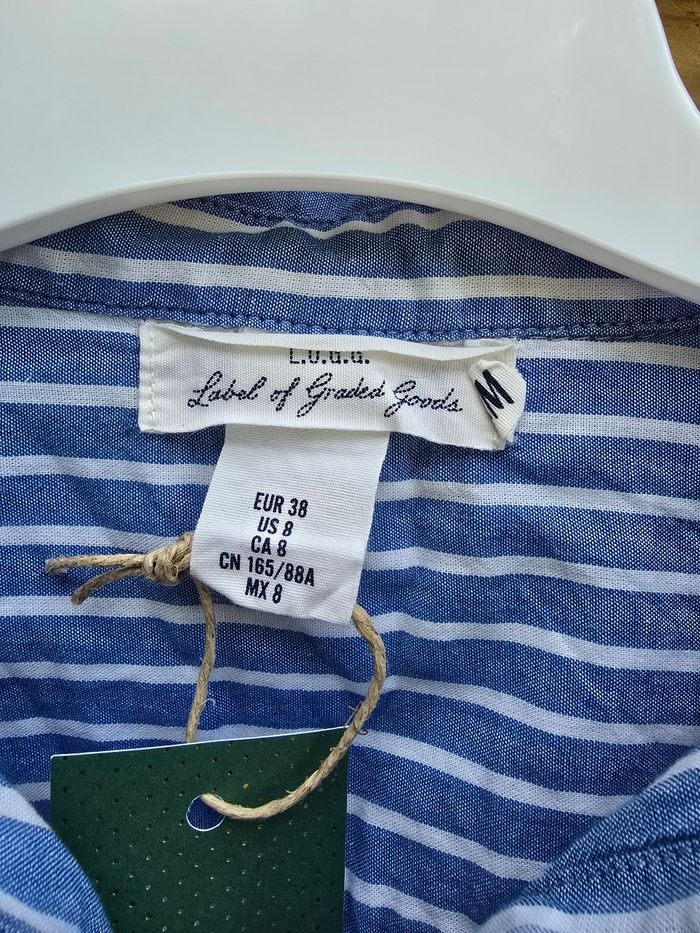 L.O.G.G.
Label of Graded Goods
M
EUR 38
US 8
CA 8
CN 165/88A
MX 8